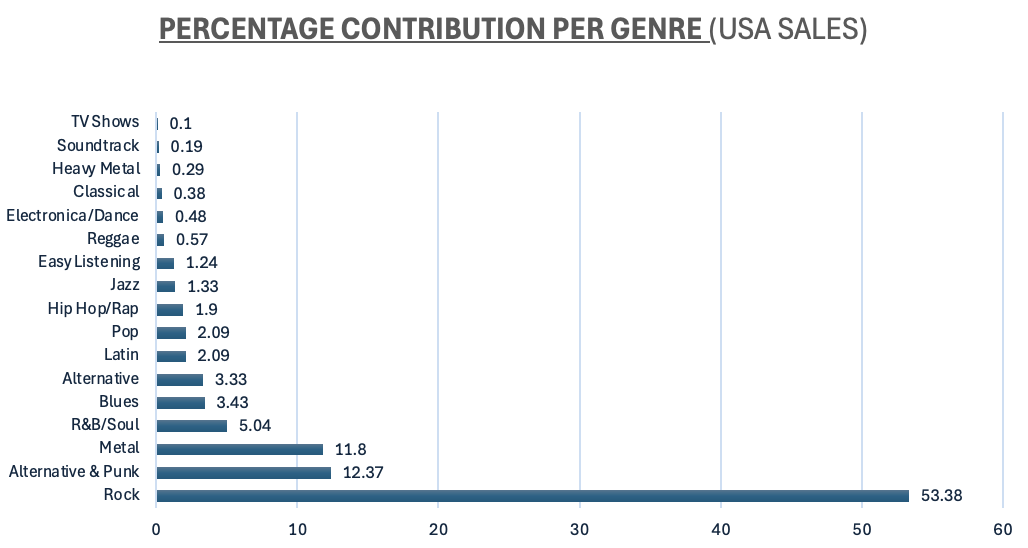 PERCENTAGE CONTRIBUTION PER GENRE (USA SALES)
TV Shows 0.1
Soundtrack 0.19
Heavy Metal 0.29
Classical 0.38
Electronica/Dance 0.48
Reggae 0.57
Easy Listening 1.24
Jazz 1.33
Hip Hop/Rap 1.9
Pop 2.09
Latin 2.09
Alternative 3.33
Blues 3.43
R&B/Soul 5.04
Metal 11.8
Alternative & Punk 12.37
Rock 53.38
0 10 20 30 40 50 60